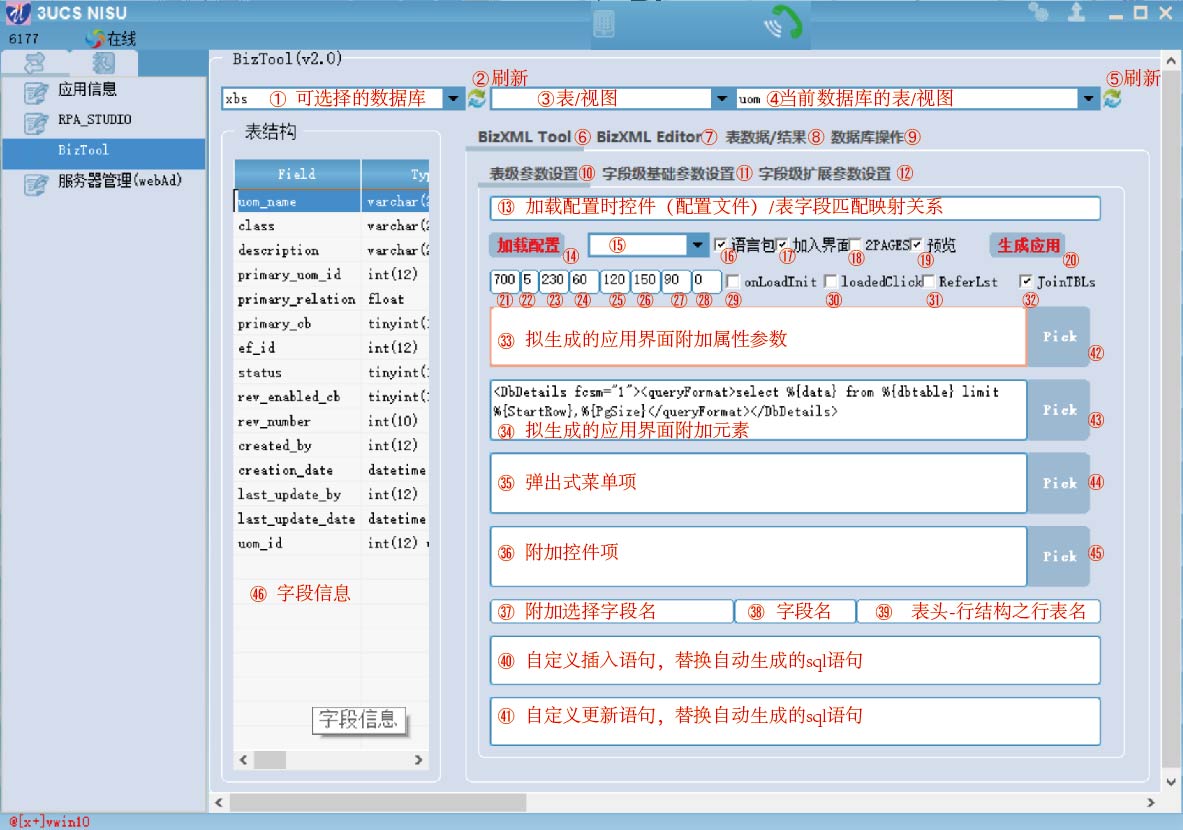 3UCS NISU
6177
在线
应用信息
RPA_STUDIO
BizTool
服务器管理(webAd)
BizTool(v2.0)
②刷新
⑤刷新
xbs ① 可选择的数据库
③表/视图
uom ④当前数据库的表/视图
表结构
Field Ty
uom_name varchar(2
class varchar(2
description varchar(2
primary_uom_id int(12)
primary_relation float
primary_cb tinyint(1
ef_id int(12)
status tinyint(1
rev_enabled_cb tinyint(1
rev_number int(10)
created_by int(12)
creation_date datetime
last_update_by int(12)
last_update_date datetime
uom_id int(12) u
㊻ 字段信息
字段信息
BizXML Tool ⑥ BizXML Editor⑦ 表数据/结果⑧ 数据库操作⑨
表级参数设置⑩ 字段级基础参数设置⑪ 字段级扩展参数设置 ⑫
⑬ 加载配置时控件（配置文件）/表字段匹配映射关系
加载配置 ⑭ ⑮ 语言包 ⑯ 加入界面 ⑰ 2PAGES ⑱ 预览 ⑲ 生成应用 ⑳
700 5 230 60 120 150 90 0 onLoadInit loadedClick ReferLst JoinTBLs
㉑ ㉒ ㉓ ㉔ ㉕ ㉖ ㉗ ㉘ ㉙ ㉚ ㉛ ㉜
㉝ 拟生成的应用界面附加属性参数
Pick ㊷
<DbDetails fcsm="1"><queryFormat>select %{data} from %{dbtable} limit
%{StartRow},%{PgSize}</queryFormat></DbDetails>
㉞ 拟生成的应用界面附加元素
Pick ㊸
㉟ 弹出式菜单项
Pick ㊹
㊱ 附加控件项
Pick ㊺
㊲ 附加选择字段名 ㊳ 字段名 ㊴ 表头-行结构之行表名
㊵ 自定义插入语句，替换自动生成的sql语句
㊶ 自定义更新语句，替换自动生成的sql语句
@[x+]vwin10